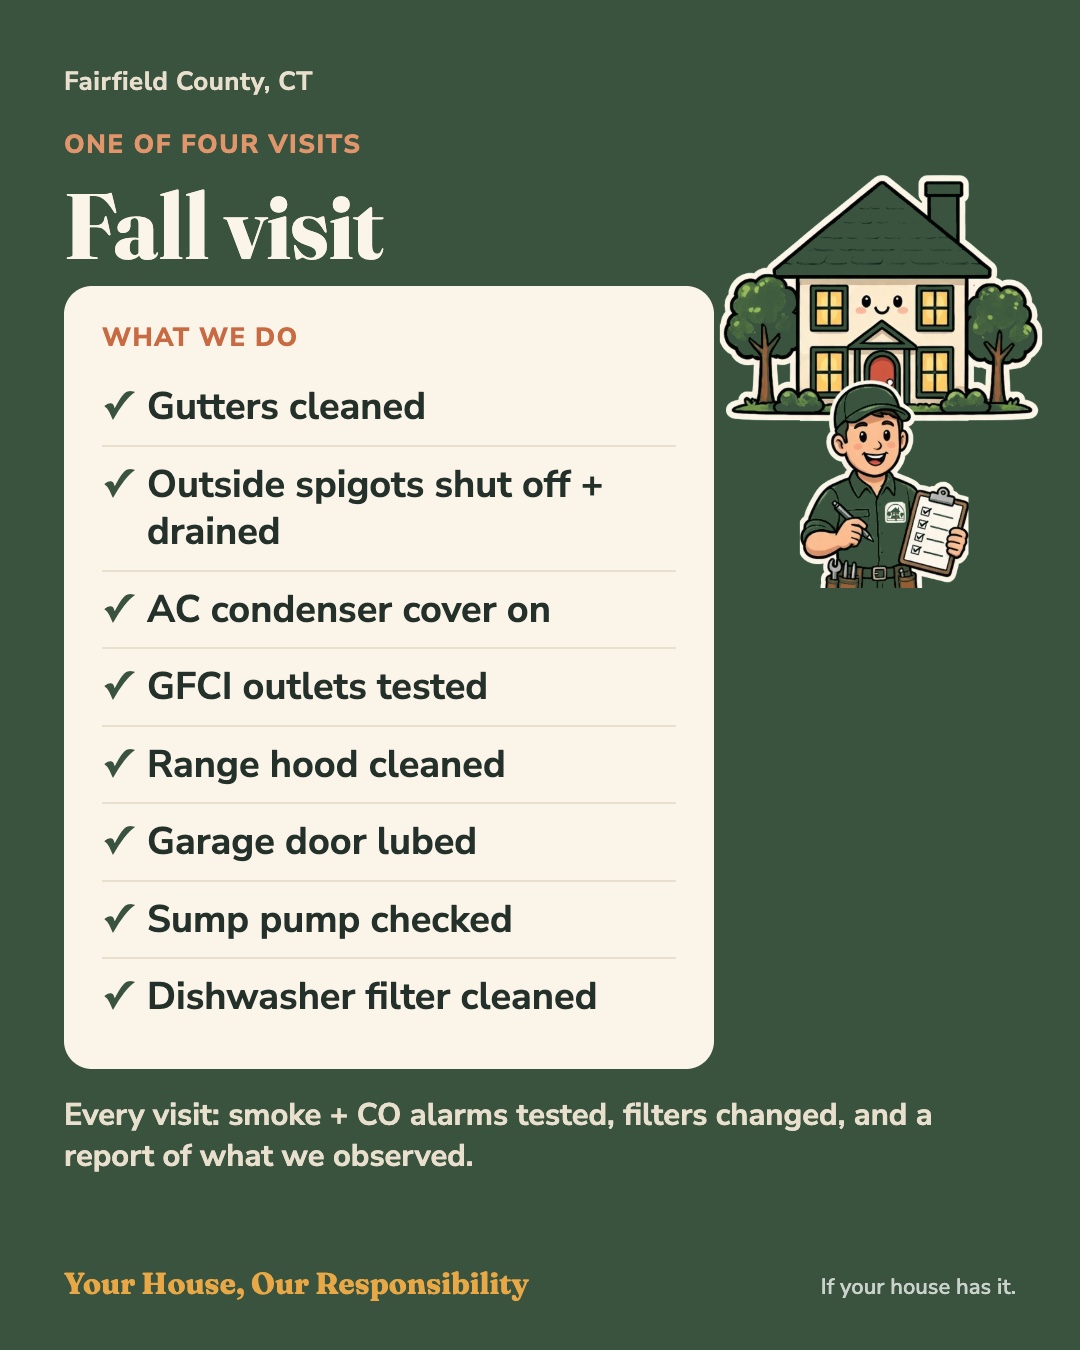 Fairfield County, CT
ONE OF FOUR VISITS
Fall visit
WHAT WE DO
✓ Gutters cleaned
✓ Outside spigots shut off +
drained
✓ AC condenser cover on
✓ GFCI outlets tested
✓ Range hood cleaned
✓ Garage door lubed
✓ Sump pump checked
✓ Dishwasher filter cleaned
Every visit: smoke + CO alarms tested, filters changed, and a
report of what we observed.
Your House, Our Responsibility
If your house has it.